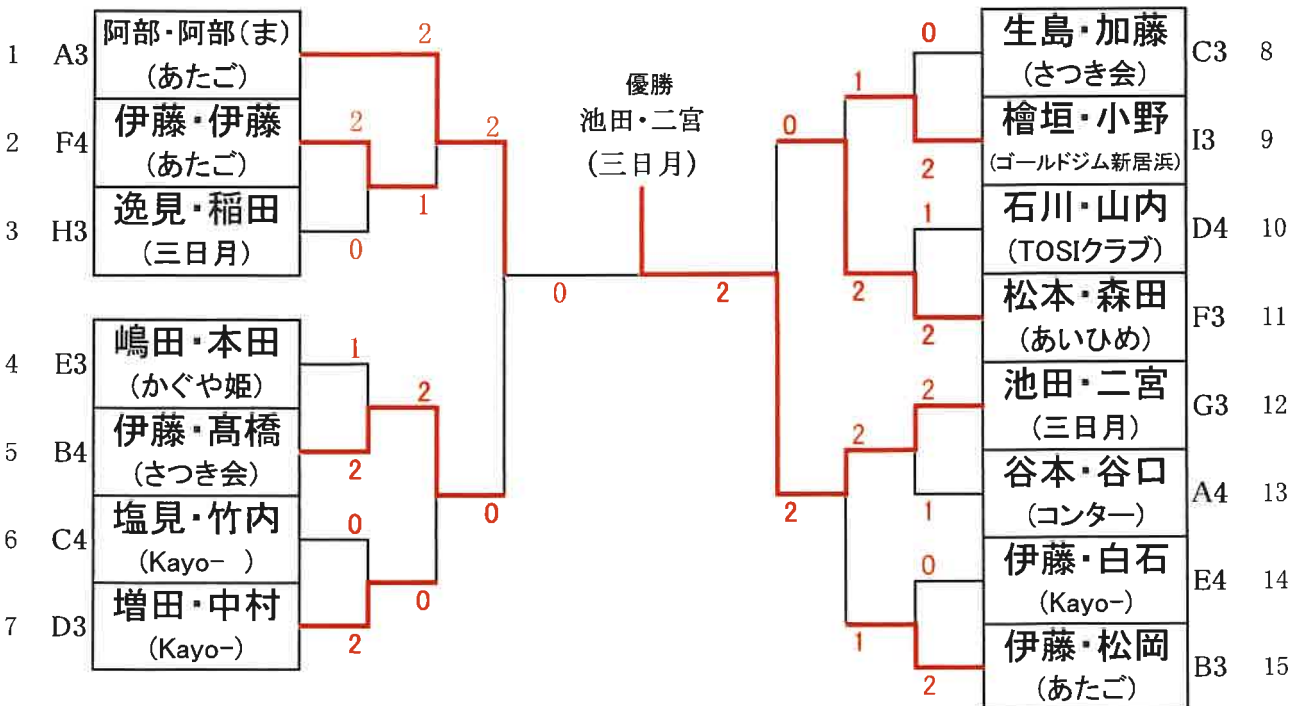 1 A3 阿部・阿部(ま)
(あたご)
2 F4 伊藤・伊藤
(あたご)
3 H3 逸見・稲田
(三日月)
4 E3 嶋田・本田
(かぐや姫)
5 B4 伊藤・髙橋
(さつき会)
6 C4 塩見・竹内
(Kayo- )
7 D3 増田・中村
(Kayo-)
2
2
0
1
2
1
2
0
2
2
0
0
0
優勝
池田・二宮
(三日月)
0
2
0
2
1
2
2
1
0
2
1
2
2
1
0
2
生島・加藤 C3 8
(さつき会)
檜垣・小野 I3 9
(ゴールドジム新居浜)
石川・山内 D4 10
(TOSIクラブ)
松本・森田 F3 11
(あいひめ)
池田・二宮 G3 12
(三日月)
谷本・谷口 A4 13
(コンター)
伊藤・白石 E4 14
(Kayo-)
伊藤・松岡 B3 15
(あたご)